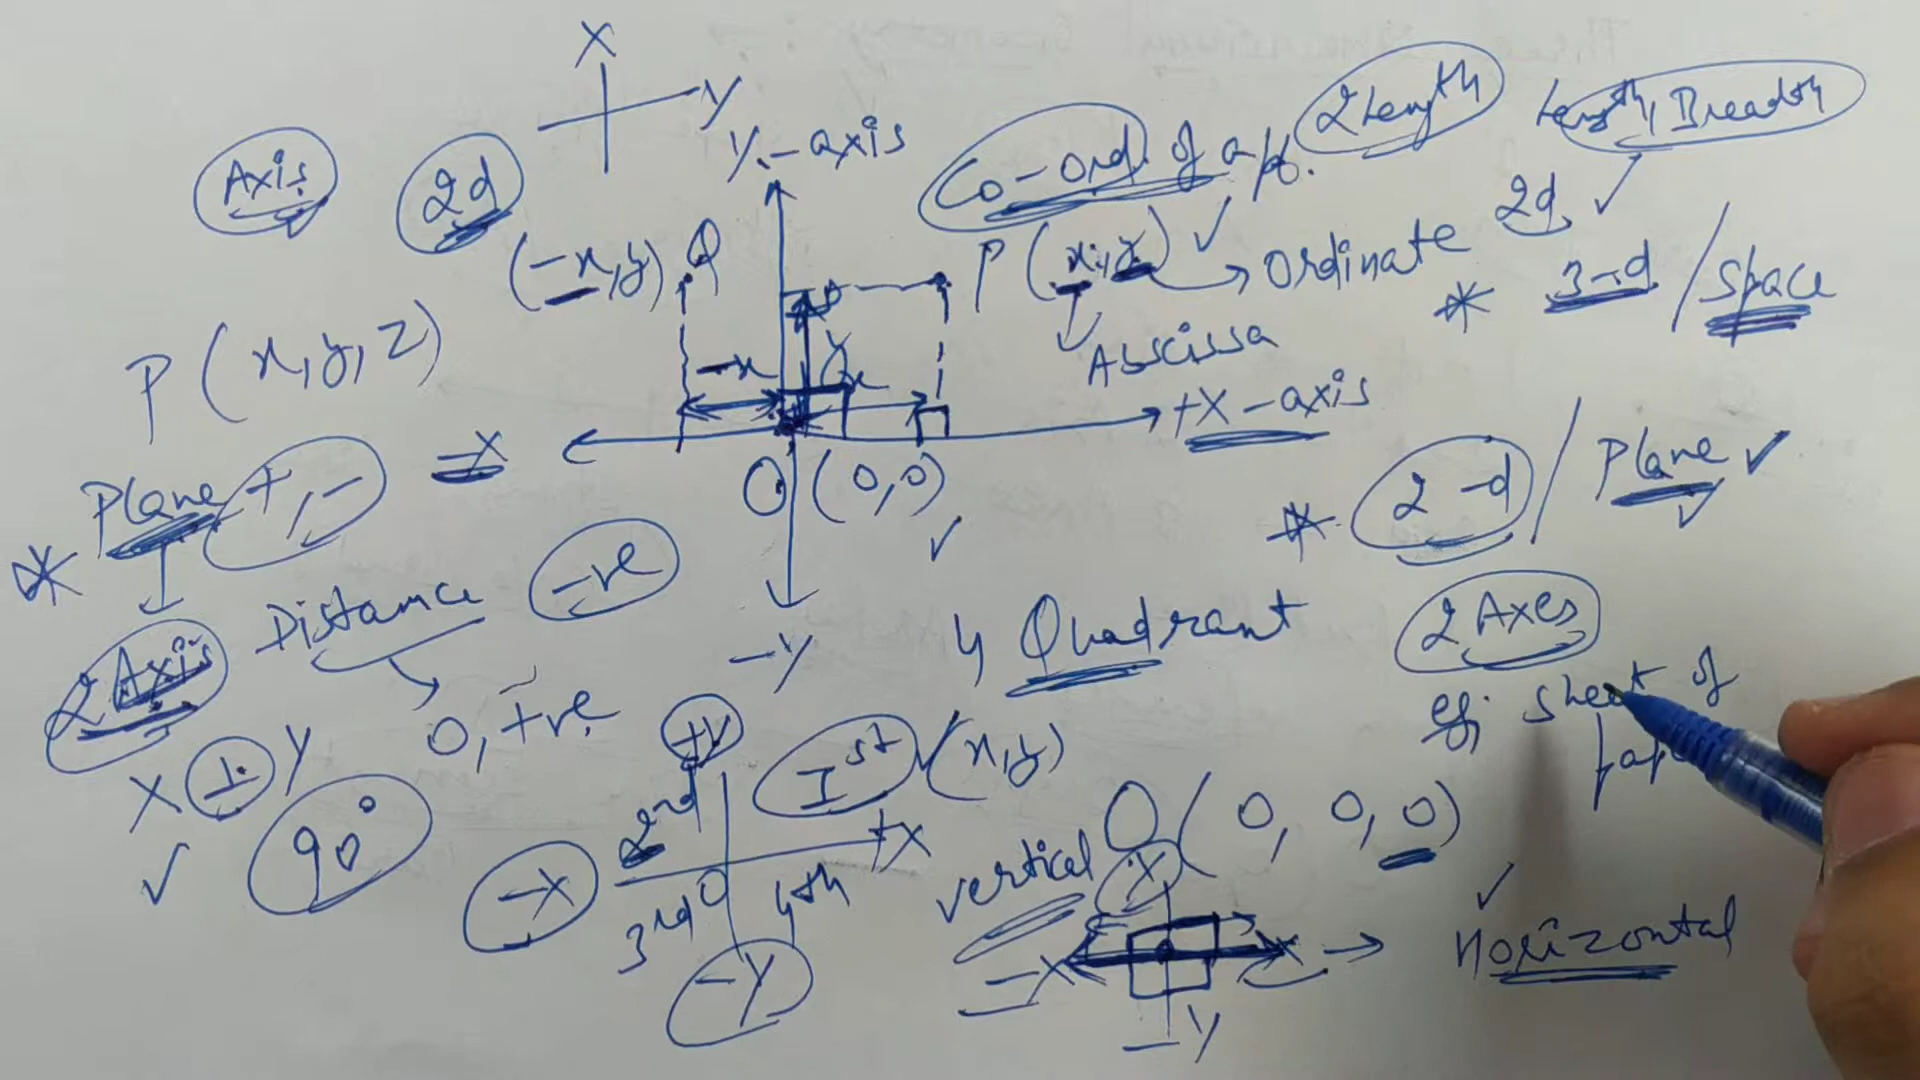 X
Y
Y - axis
Axis
2d
Co-ord. of a pt.
2 Length
Length, Breadth
2d
(-x, y) Q
P (x, y)
Ordinate
Abscissa
* 3-d / Space
P (x, y, z)
-x
y
x
+X - axis
-X
O (0,0)
* 2-d / Plane
Plane +, -
*
2 Axis
Distance
-ve
0, +ve
-Y
4 Quadrant
2 Axes
eg: Sheet of
X ⊥ Y
90°
+Y
Ist (x, y)
2nd
+X
-X
3rd
O
4th
-Y
O (0, 0, 0)
vertical
-X
X
Horizontal
-Y